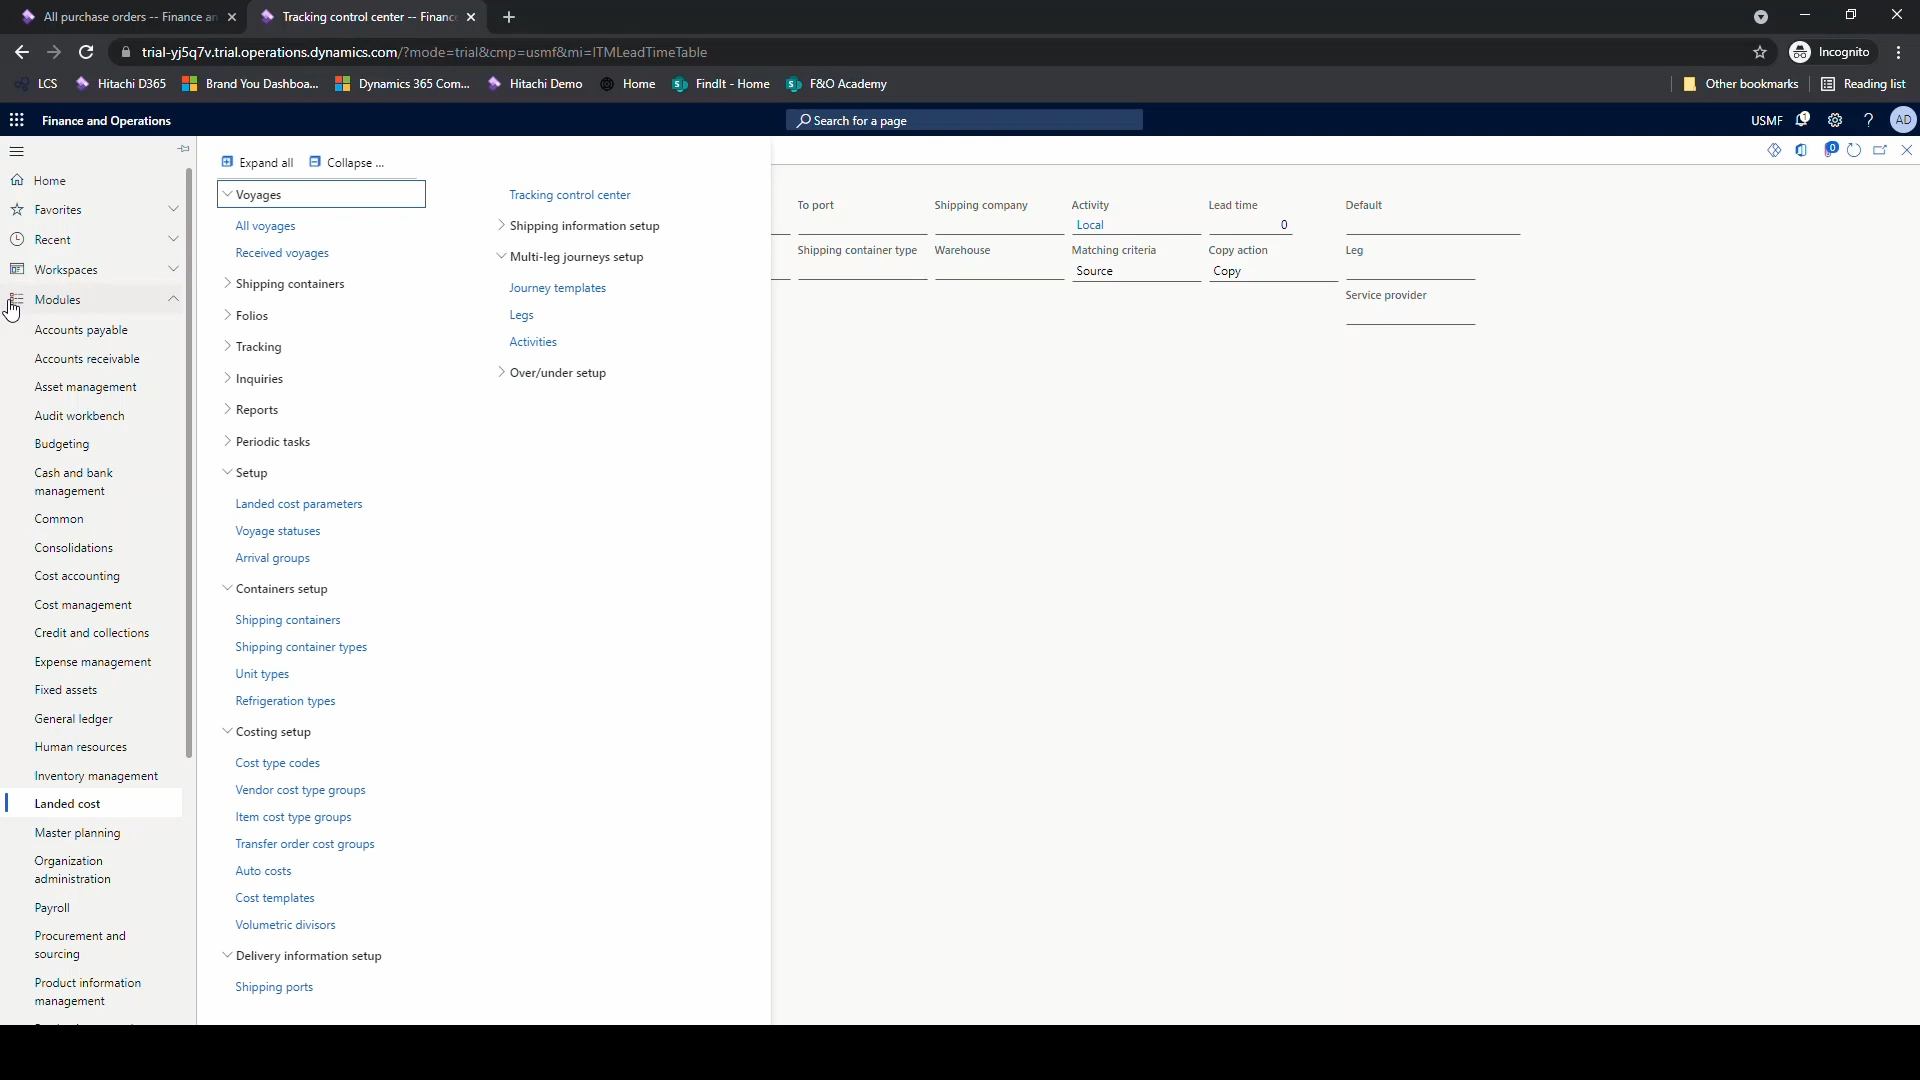 All purchase orders -- Finance an
Tracking control center -- Financ
trial-yj5q7v.trial.operations.dynamics.com/?mode=trial&cmp=usmf&mi=ITMLeadTimeTable
Incognito
LCS
Hitachi D365
Brand You Dashboa...
Dynamics 365 Com...
Hitachi Demo
Home
FindIt - Home
F&O Academy
Other bookmarks
Reading list
Finance and Operations
Search for a page
USMF
1
?
AD
0
Home
Favorites
Recent
Workspaces
Modules
Accounts payable
Accounts receivable
Asset management
Audit workbench
Budgeting
Cash and bank
management
Common
Consolidations
Cost accounting
Cost management
Credit and collections
Expense management
Fixed assets
General ledger
Human resources
Inventory management
Landed cost
Master planning
Organization
administration
Payroll
Procurement and
sourcing
Product information
management
Expand all
Collapse ...
Voyages
All voyages
Received voyages
Shipping containers
Folios
Tracking
Inquiries
Reports
Periodic tasks
Setup
Landed cost parameters
Voyage statuses
Arrival groups
Containers setup
Shipping containers
Shipping container types
Unit types
Refrigeration types
Costing setup
Cost type codes
Vendor cost type groups
Item cost type groups
Transfer order cost groups
Auto costs
Cost templates
Volumetric divisors
Delivery information setup
Shipping ports
Tracking control center
Shipping information setup
Multi-leg journeys setup
Journey templates
Legs
Activities
Over/under setup
To port
Shipping company
Activity
Lead time
Default
Local
0
Shipping container type
Warehouse
Matching criteria
Copy action
Leg
Source
Copy
Service provider